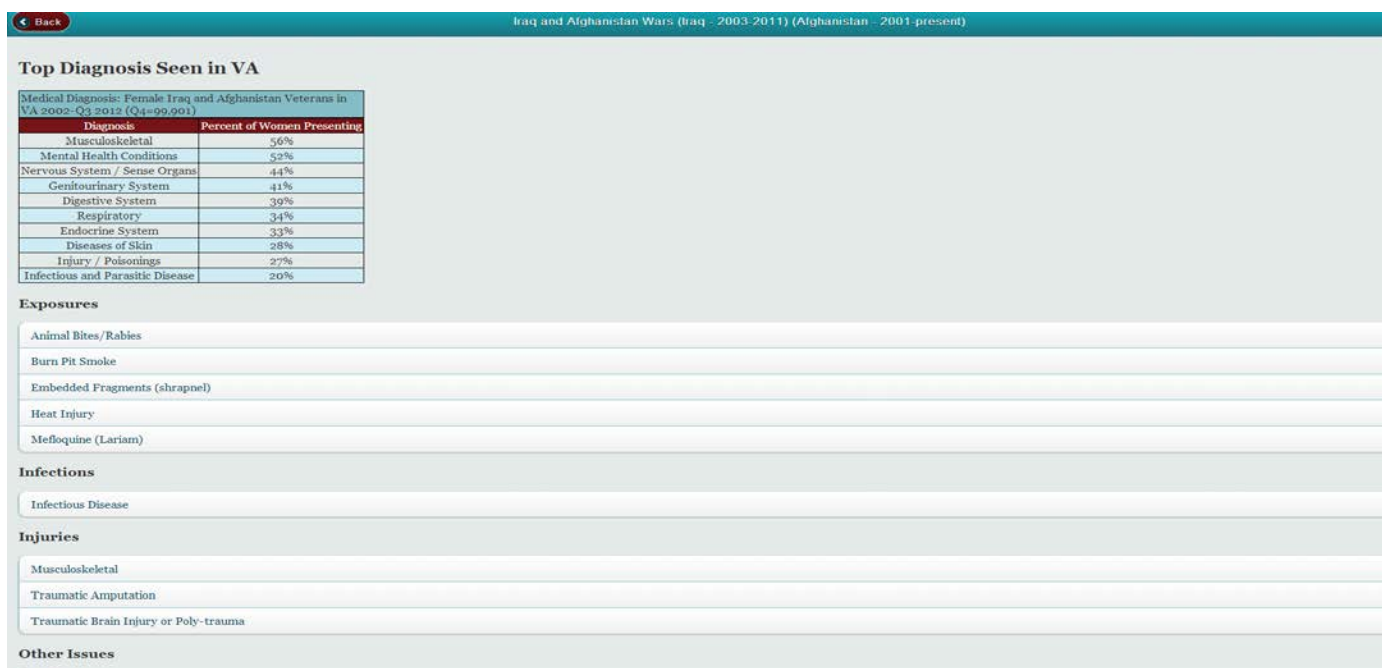 Back
Iraq and Afghanistan Wars (Iraq - 2003-2011) (Afghanistan - 2001-present)
Top Diagnosis Seen in VA
Medical Diagnosis: Female Iraq and Afghanistan Veterans in
VA 2002-Q3 2012 (Q4=99,901)
Diagnosis Percent of Women Presenting
Musculoskeletal 56%
Mental Health Conditions 52%
Nervous System / Sense Organs 44%
Genitourinary System 41%
Digestive System 39%
Respiratory 34%
Endocrine System 33%
Diseases of Skin 28%
Injury / Poisonings 27%
Infectious and Parasitic Disease 20%
Exposures
Animal Bites/Rabies
Burn Pit Smoke
Embedded Fragments (shrapnel)
Heat Injury
Mefloquine (Lariam)
Infections
Infectious Disease
Injuries
Musculoskeletal
Traumatic Amputation
Traumatic Brain Injury or Poly-trauma
Other Issues